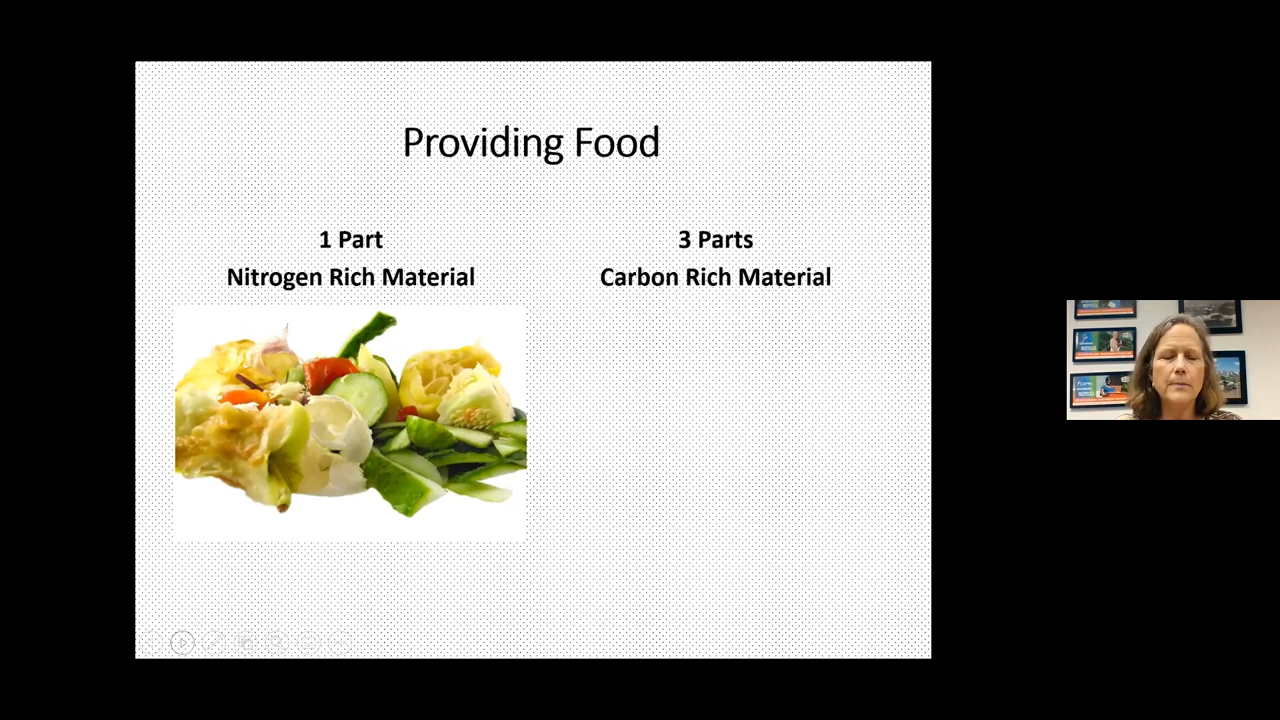 Providing Food
1 Part
Nitrogen Rich Material
3 Parts
Carbon Rich Material